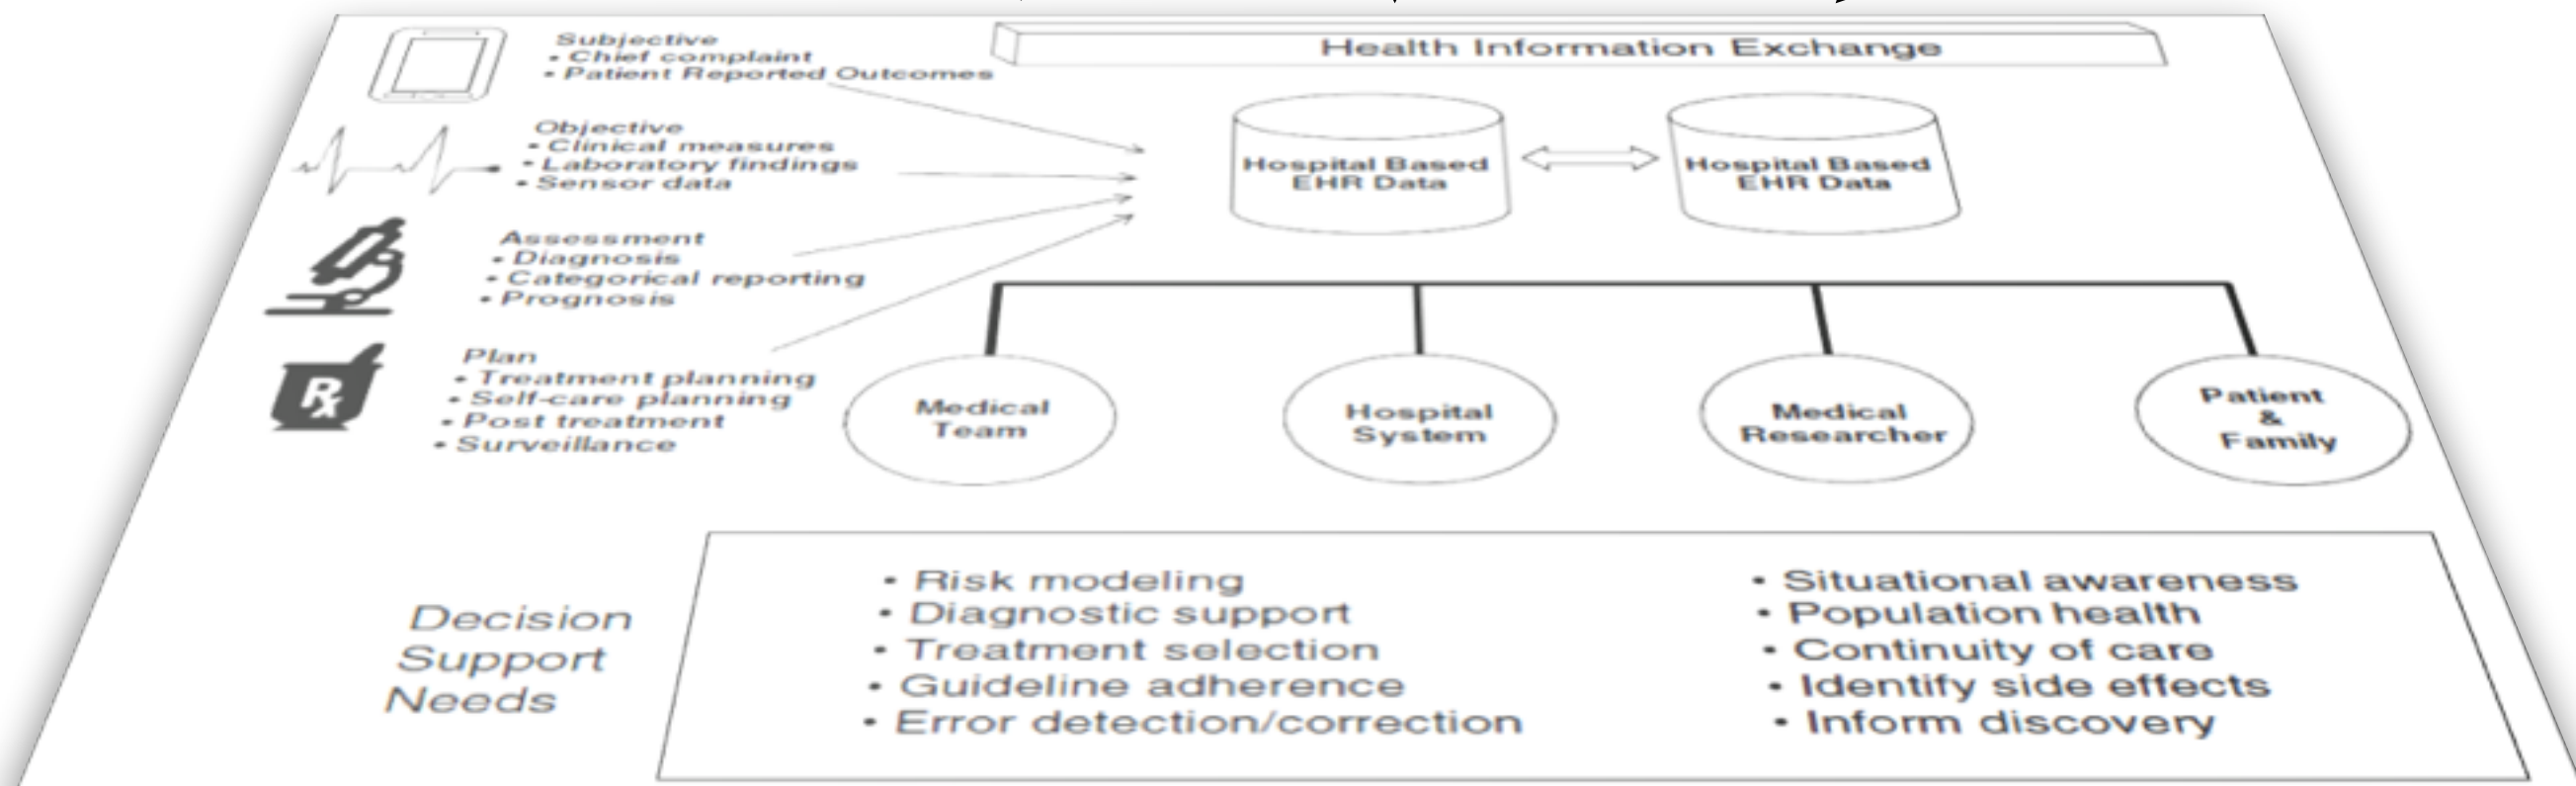 Subjective
• Chief complaint
• Patient Reported Outcomes
Objective
• Clinical measures
• Laboratory findings
• Sensor data
Assessment
• Diagnosis
• Categorical reporting
• Prognosis
Rx
Plan
• Treatment planning
• Self-care planning
• Post treatment
• Surveillance
Health Information Exchange
Hospital Based
EHR Data
Hospital Based
EHR Data
Medical
Team
Hospital
System
Medical
Researcher
Patient
&
Family
Decision
Support
Needs
• Risk modeling
• Diagnostic support
• Treatment selection
• Guideline adherence
• Error detection/correction
• Situational awareness
• Population health
• Continuity of care
• Identify side effects
• Inform discovery